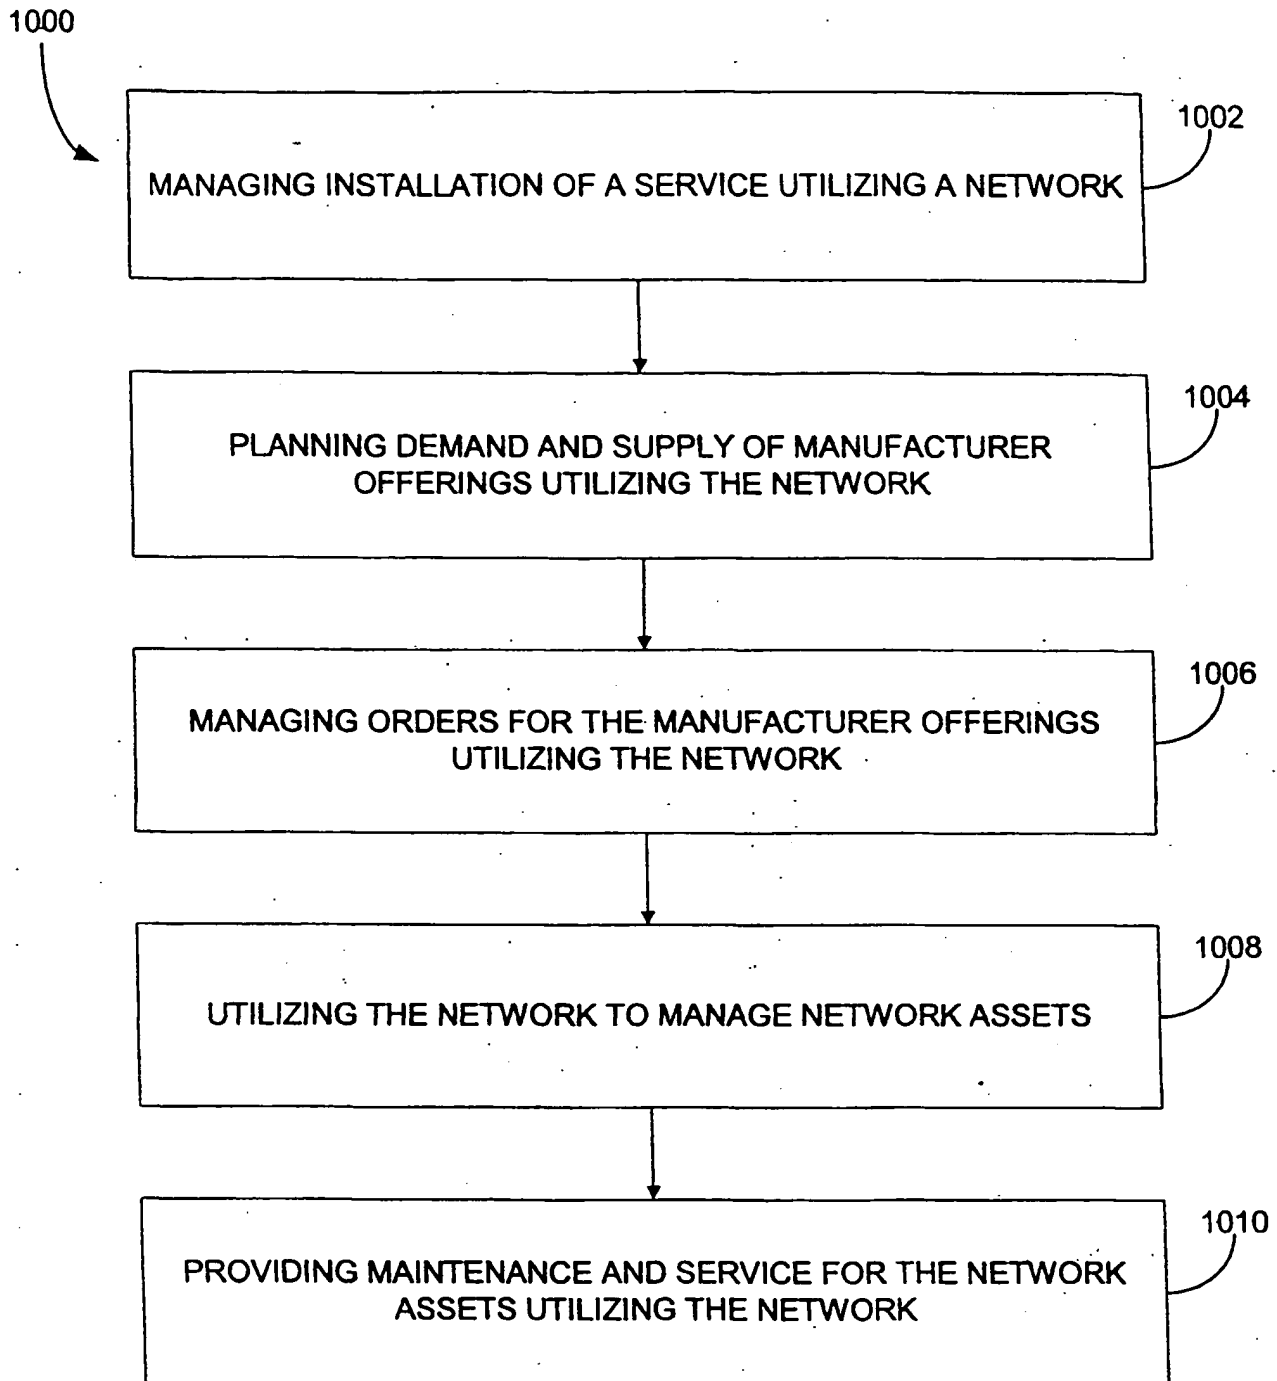 1000
1002
MANAGING INSTALLATION OF A SERVICE UTILIZING A NETWORK
1004
PLANNING DEMAND AND SUPPLY OF MANUFACTURER
OFFERINGS UTILIZING THE NETWORK
1006
MANAGING ORDERS FOR THE MANUFACTURER OFFERINGS
UTILIZING THE NETWORK
1008
UTILIZING THE NETWORK TO MANAGE NETWORK ASSETS
1010
PROVIDING MAINTENANCE AND SERVICE FOR THE NETWORK
ASSETS UTILIZING THE NETWORK